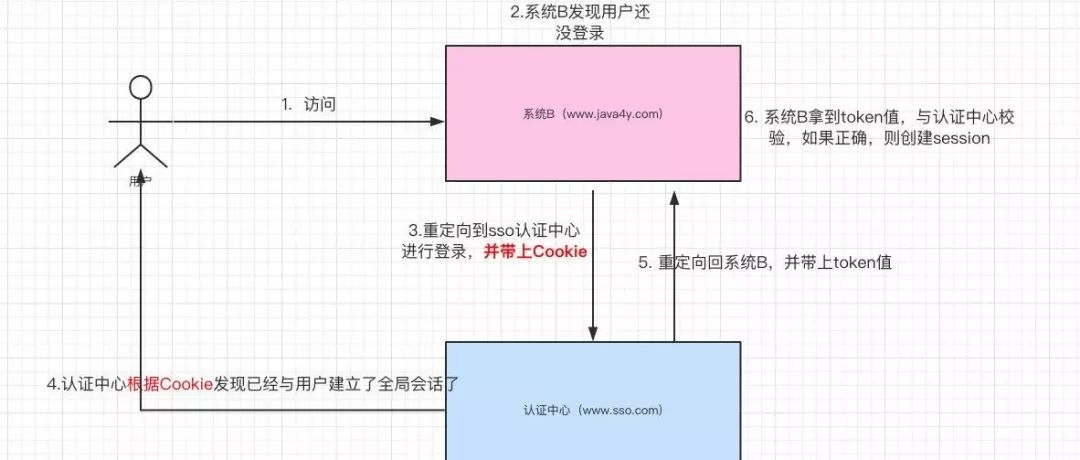 2.系统B发现用户还
没登录
1. 访问
系统B（www.java4y.com）
6. 系统B拿到token值，与认证中心校
验，如果正确，则创建session
用户
3.重定向到sso认证中心
进行登录，并带上Cookie
5. 重定向回系统B，并带上token值
4.认证中心根据Cookie发现已经与用户建立了全局会话了
认证中心（www.sso.com）